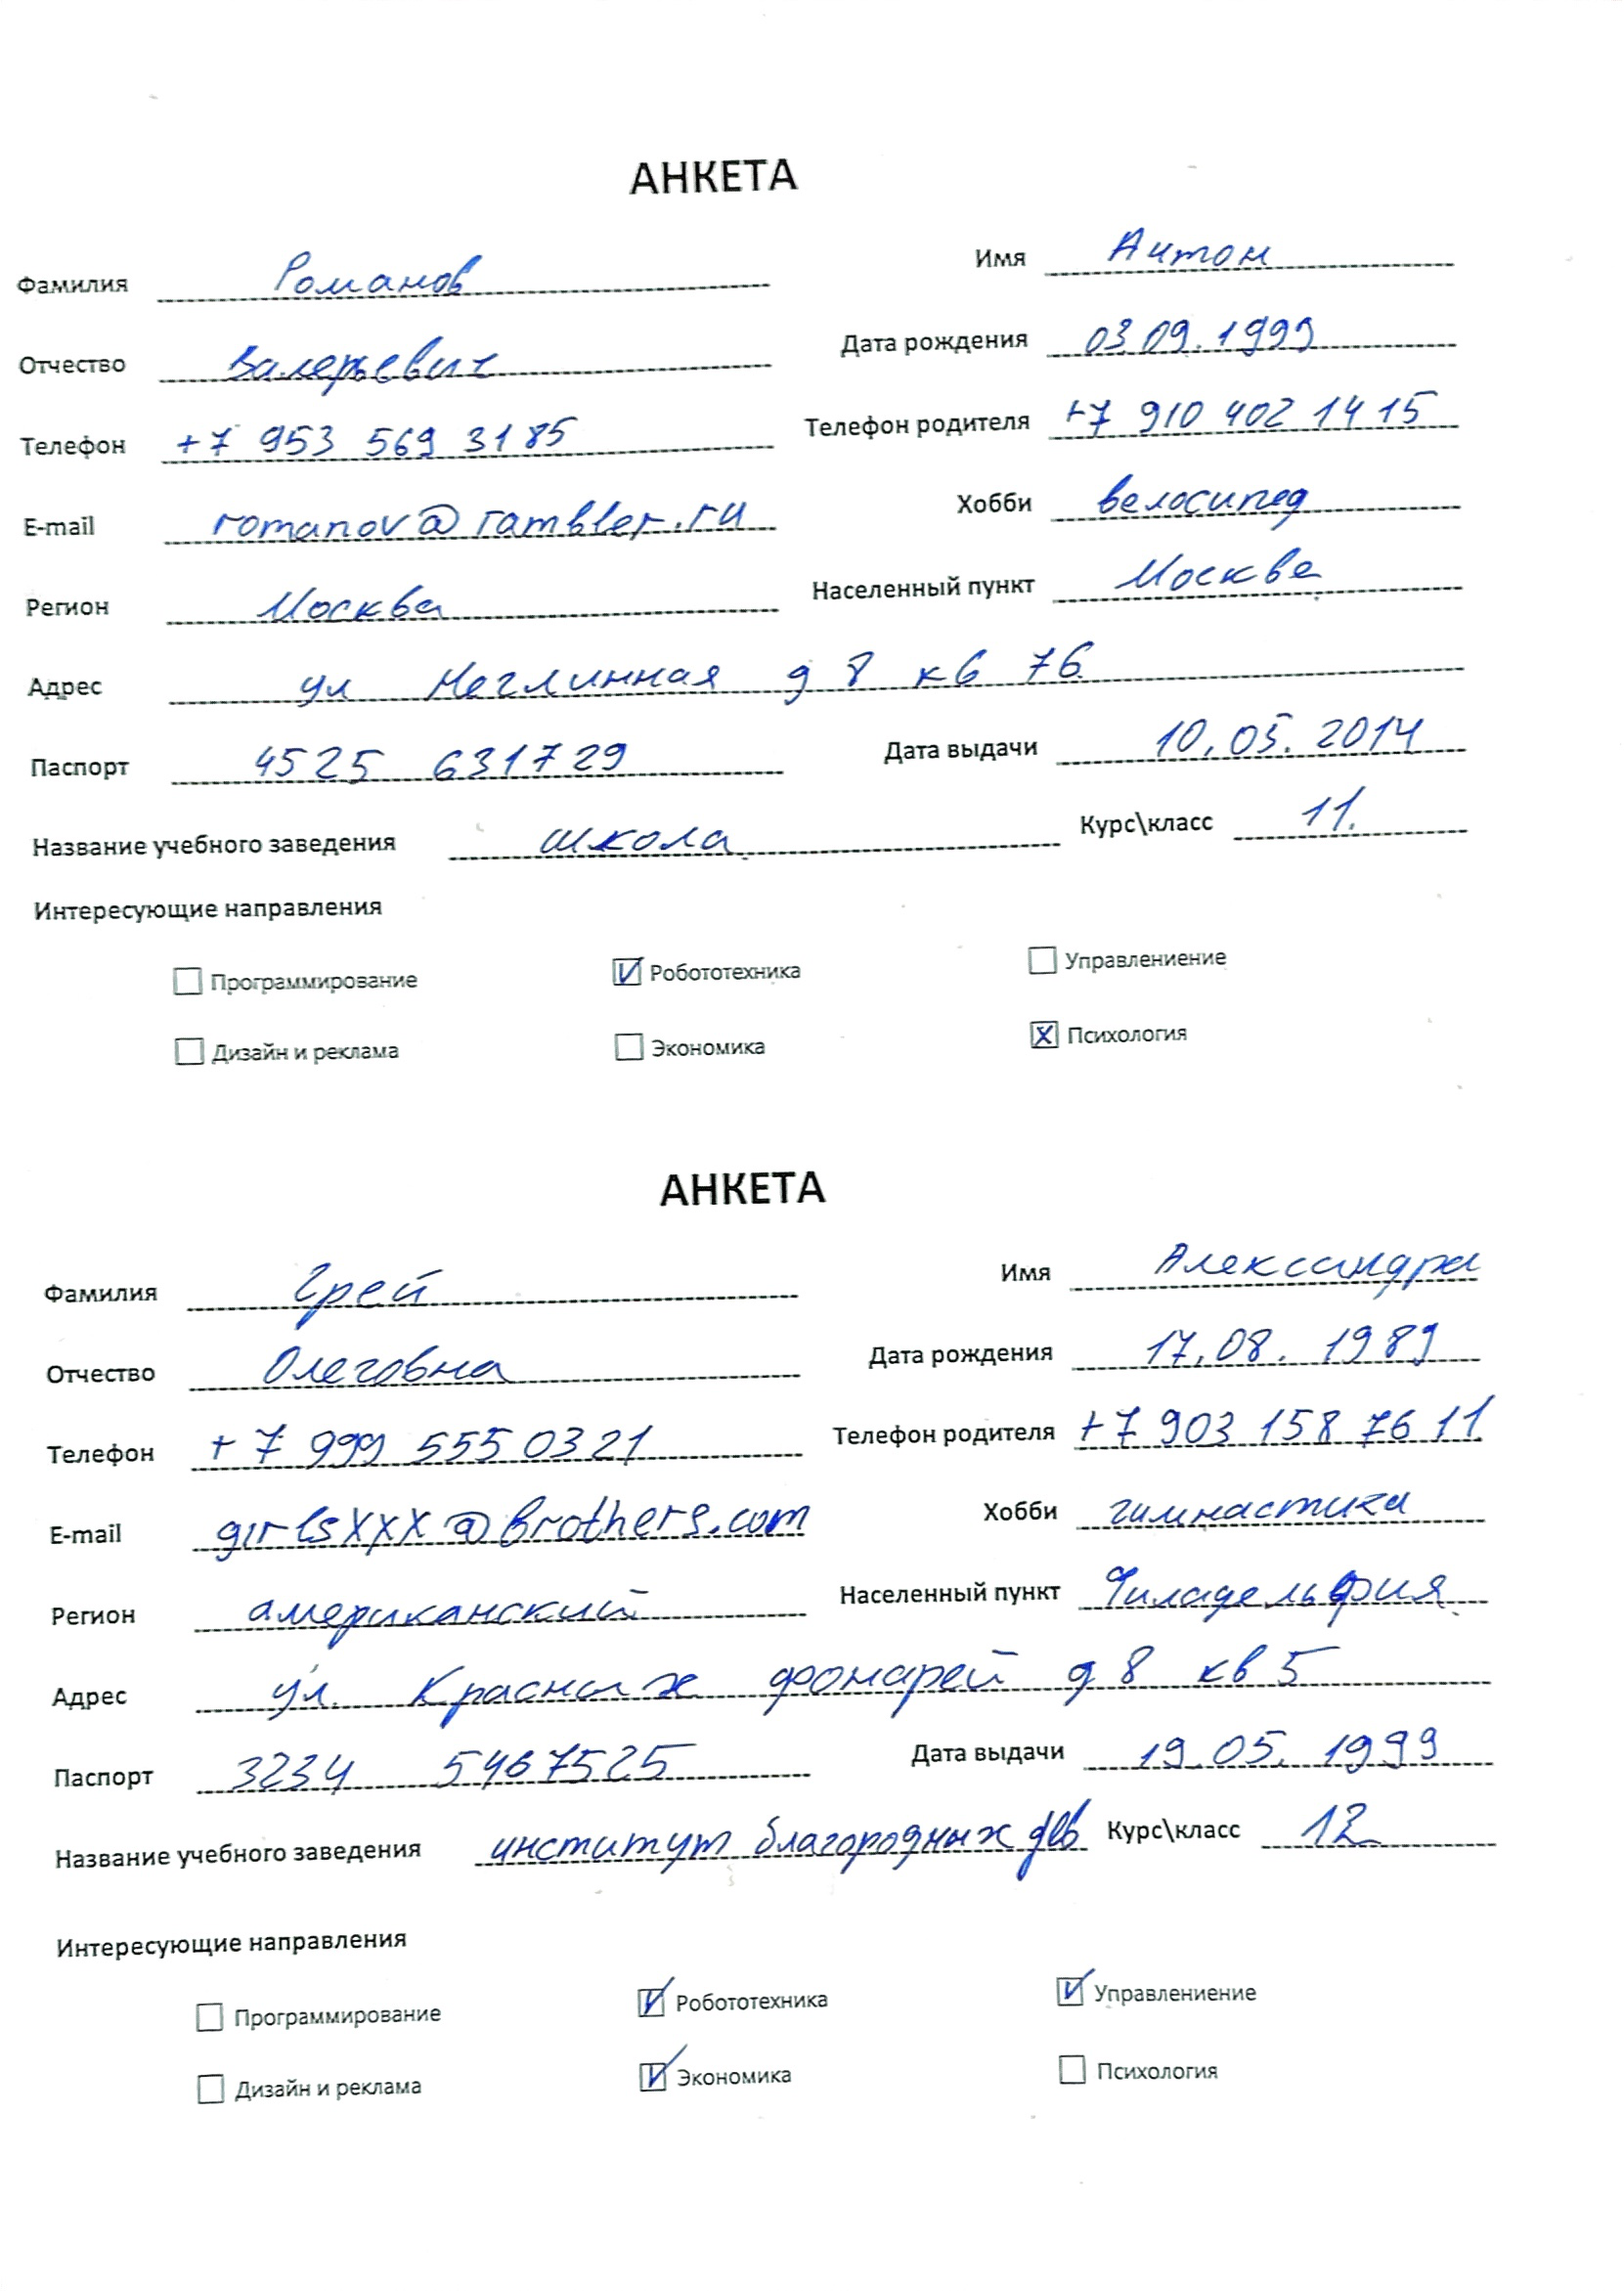 АНКЕТА
Фамилия Романов Имя Антон
Отчество Валерьевич Дата рождения 03.09.1999
Телефон +7 953 569 31 85 Телефон родителя +7 910 402 14 15
E-mail romanov@rambler.ru Хобби велосипед
Регион Москва Населенный пункт Москва
Адрес ул Неглинная д 8 кв 76
Паспорт 4525 631729 Дата выдачи 10.05.2014
Название учебного заведения школа Курс\класс 11.
Интересующие направления
Программирование Робототехника Управлениение
Дизайн и реклама Экономика Психология
АНКЕТА
Фамилия Грей Имя Александра
Отчество Олеговна Дата рождения 17.08.1989
Телефон +7 999 555 03 21 Телефон родителя +7 903 158 76 11
E-mail girlsXXX@brothers.com Хобби гимнастика
Регион американский Населенный пункт Филадельфия
Адрес ул. Красных фонарей д 8 кв 5
Паспорт 3234 5467525 Дата выдачи 19.05.1999
Название учебного заведения институт благородных дев Курс\класс 12
Интересующие направления
Программирование Робототехника Управлениение
Дизайн и реклама Экономика Психология